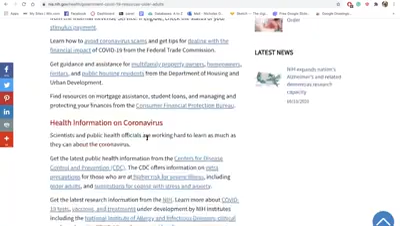 stimulus payment.
Learn how to avoid coronavirus scams and get tips for dealing with the
financial impact of COVID-19 from the Federal Trade Commission.
Get guidance and assistance for multifamily property owners, homeowners,
renters, and public housing residents from the Department of Housing and
Urban Development.
Find resources on mortgage assistance, student loans, and managing and
protecting your finances from the Consumer Financial Protection Bureau.
Health Information on Coronavirus
Scientists and public health officials are working hard to learn as much as
they can about the coronavirus.
Get the latest public health information from the Centers for Disease
Control and Prevention (CDC). The CDC offers information on extra
precautions for those who are at higher risk for severe illness, including
older adults, and suggestions for coping with stress and anxiety.
Get the latest research information from the NIH. Learn more about COVID-
19 tests, vaccines, and treatments under development by NIH Institutes
including the National Institute of Allergy and Infectious Diseases, clinical
LATEST NEWS
NIH expands nation's
Alzheimer's and related
dementias research
capacity